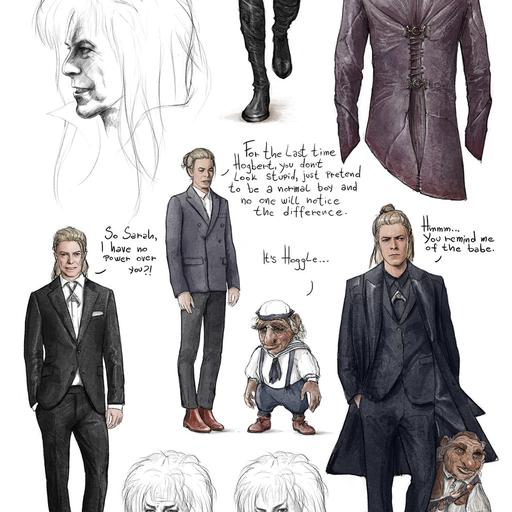 For the Last time
Hogbert, you don't
Look stupid, just pretend
to be a normal boy and
no one will notice
the difference.
So Sarah,
I have no
Power over
you?!
It's Hoggle...
Hmmm...
You remind me
of the babe.